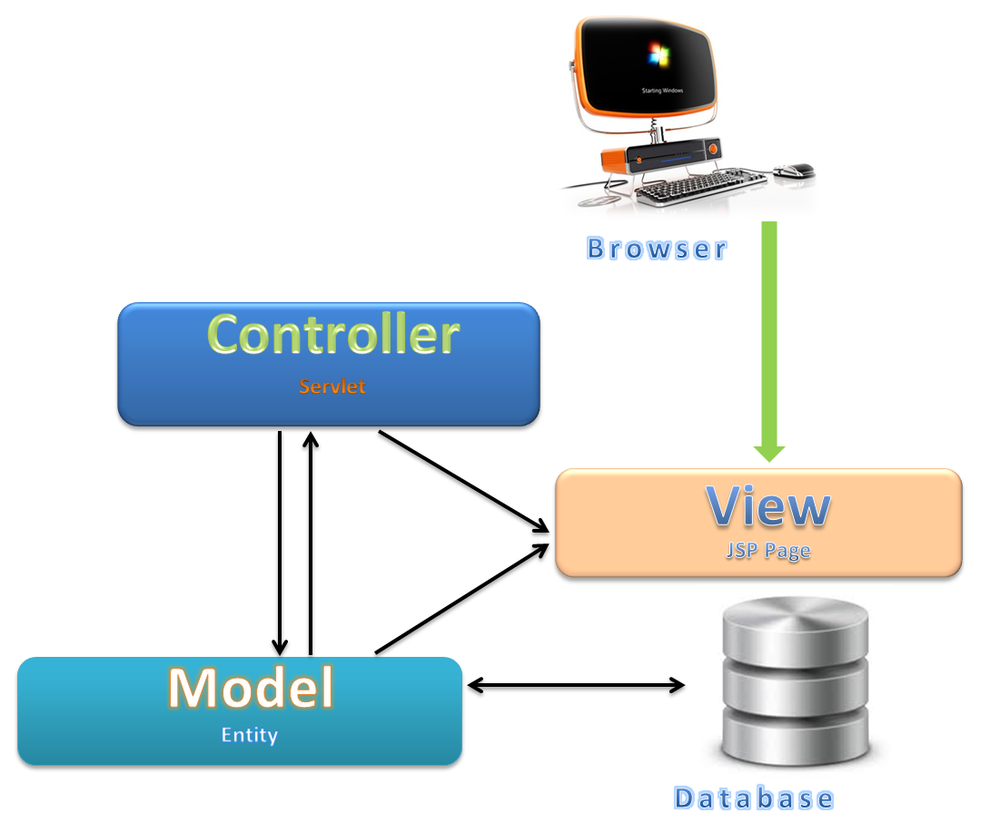 Starting Windows
Browser
Controller
Servlet
View
JSP Page
Model
Entity
Database